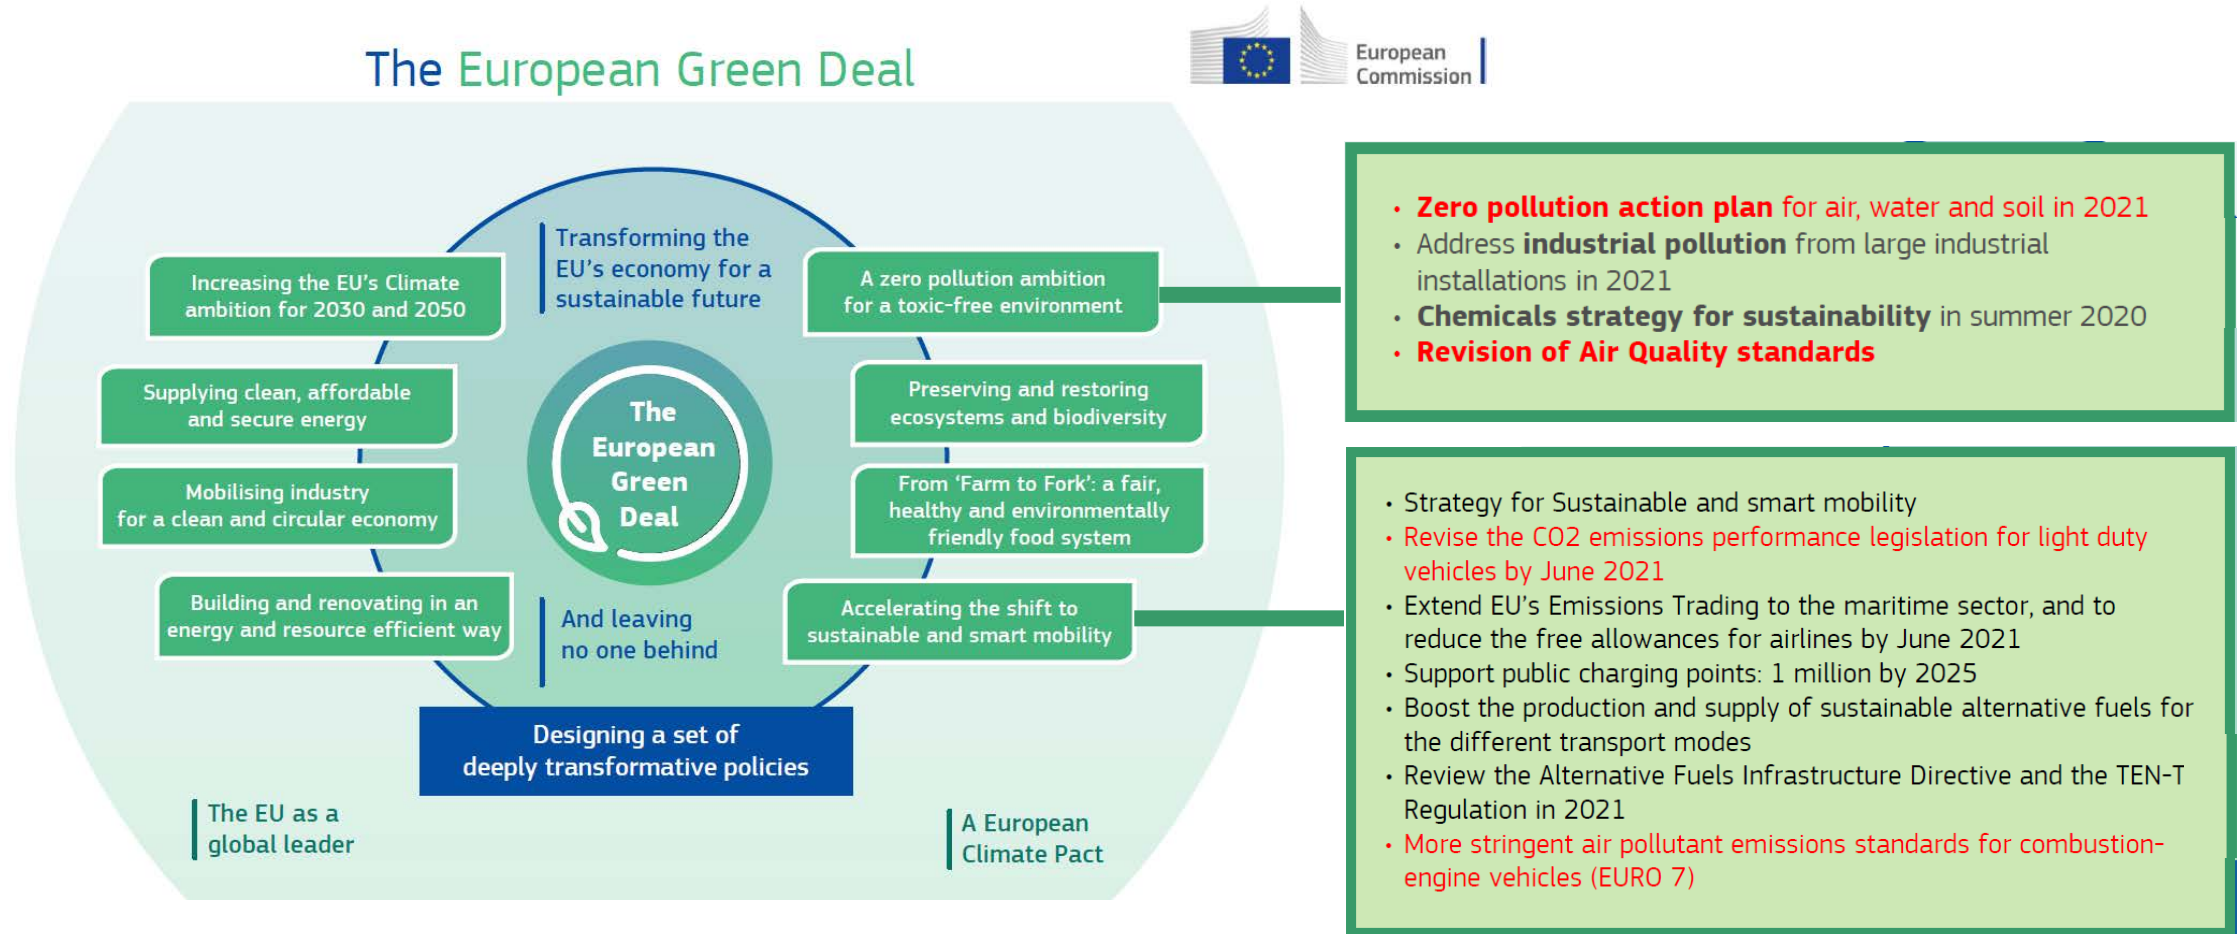 The European Green Deal
European
Commission
Transforming the
EU's economy for a
sustainable future
Increasing the EU's Climate
ambition for 2030 and 2050
Supplying clean, affordable
and secure energy
Mobilising industry
for a clean and circular economy
Building and renovating in an
energy and resource efficient way
The
European
Green
Deal
A zero pollution ambition
for a toxic-free environment
Preserving and restoring
ecosystems and biodiversity
From ‘Farm to Fork’: a fair,
healthy and environmentally
friendly food system
Accelerating the shift to
sustainable and smart mobility
And leaving
no one behind
Designing a set of
deeply transformative policies
The EU as a
global leader
A European
Climate Pact
• Zero pollution action plan for air, water and soil in 2021
• Address industrial pollution from large industrial
installations in 2021
• Chemicals strategy for sustainability in summer 2020
• Revision of Air Quality standards
• Strategy for Sustainable and smart mobility
• Revise the CO2 emissions performance legislation for light duty
vehicles by June 2021
• Extend EU's Emissions Trading to the maritime sector, and to
reduce the free allowances for airlines by June 2021
• Support public charging points: 1 million by 2025
• Boost the production and supply of sustainable alternative fuels for
the different transport modes
• Review the Alternative Fuels Infrastructure Directive and the TEN-T
Regulation in 2021
• More stringent air pollutant emissions standards for combustion-
engine vehicles (EURO 7)